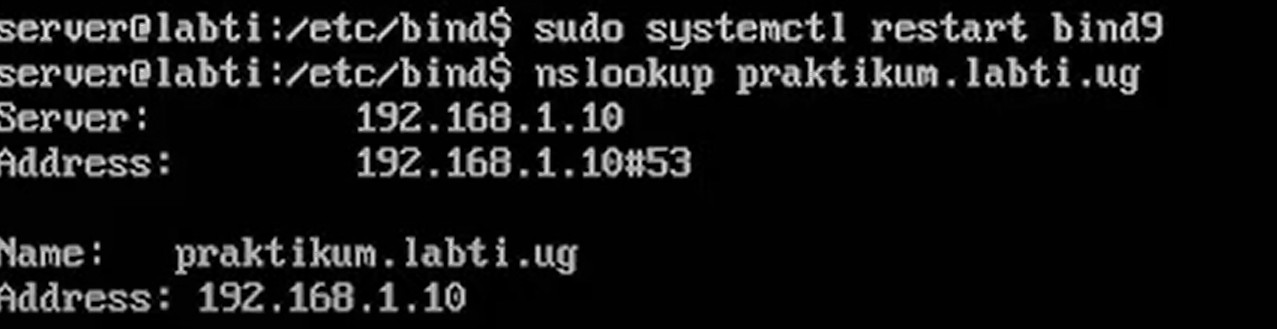 server@labti:/etc/bind$ sudo systemctl restart bind9
server@labti:/etc/bind$ nslookup praktikum.labti.ug
Server: 192.168.1.10
Address: 192.168.1.10#53
Name: praktikum.labti.ug
Address: 192.168.1.10